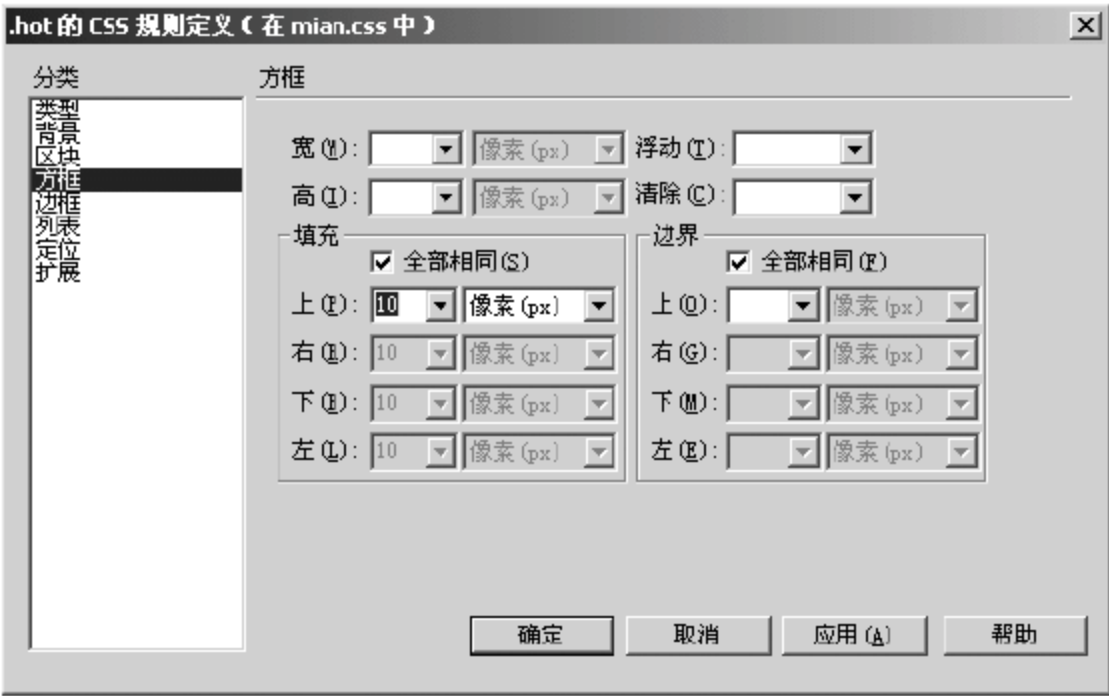 .hot 的 CSS 规则定义（在 mian.css 中）
分类
类型
背景
区块
方框
边框
列表
定位
扩展
方框
宽(W): 像素(px) 浮动(T):
高(I): 像素(px) 清除(C):
填充
全部相同(S)
上(P): 10 像素(px)
右(R): 10 像素(px)
下(B): 10 像素(px)
左(L): 10 像素(px)
边界
全部相同(F)
上(O): 像素(px)
右(G): 像素(px)
下(M): 像素(px)
左(E): 像素(px)
确定 取消 应用(A) 帮助